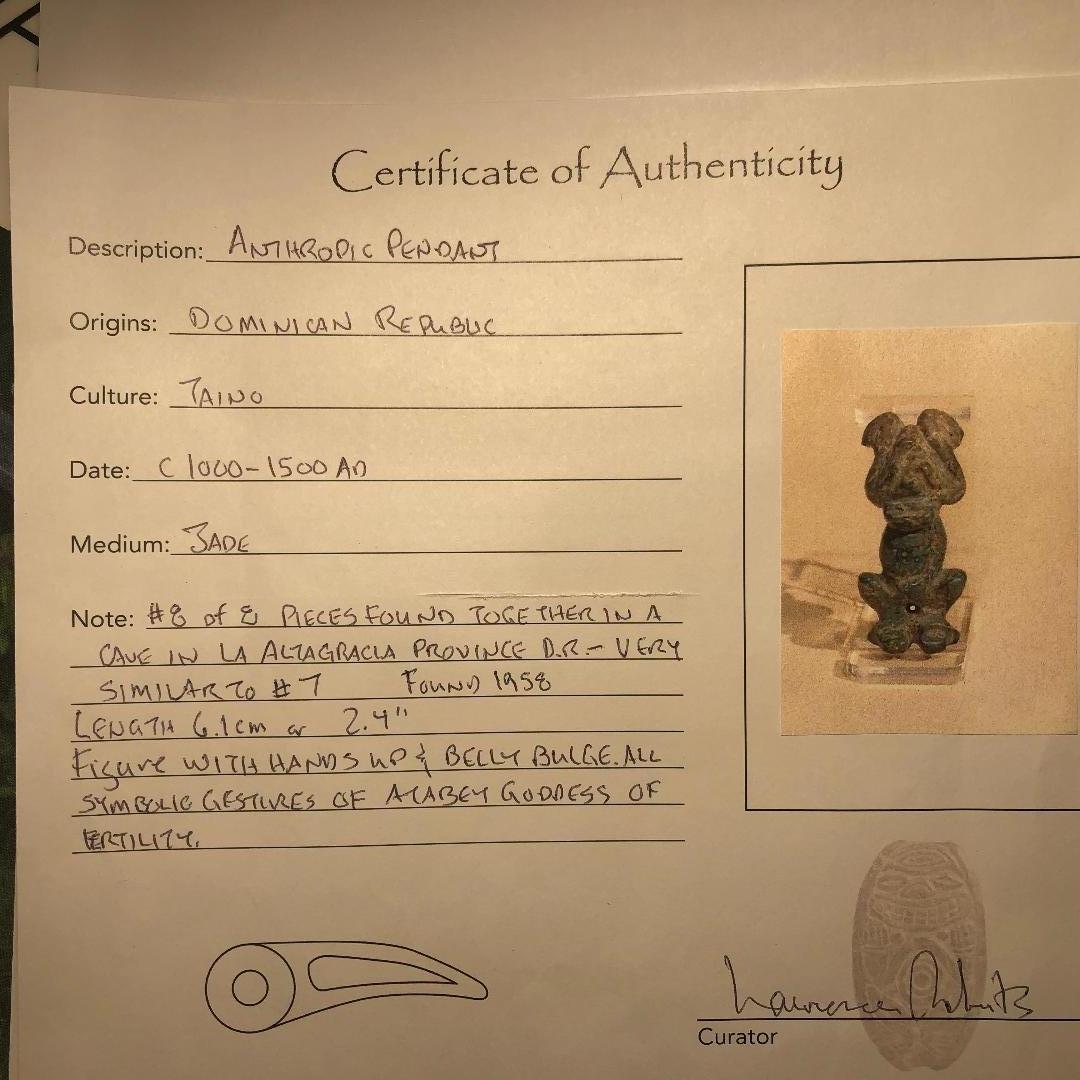 Certificate of Authenticity
Description: ANTHROPIC PENDANT
Origins: DOMINICAN REPUBLIC
Culture: TAINO
Date: C 1000-1500 AD
Medium: JADE
Note: #8 of 8 PIECES FOUND TOGETHER IN A
CAVE IN LA ALTAGRACIA PROVINCE D.R. - VERY
SIMILAR TO #7 FOUND 1958
LENGTH 6.1cm or 2.4"
Figure WITH HANDS UP & BELLY BULGE. ALL
SYMBOLIC GESTURES OF ATABEY GODDESS OF
FERTILITY.
Curator